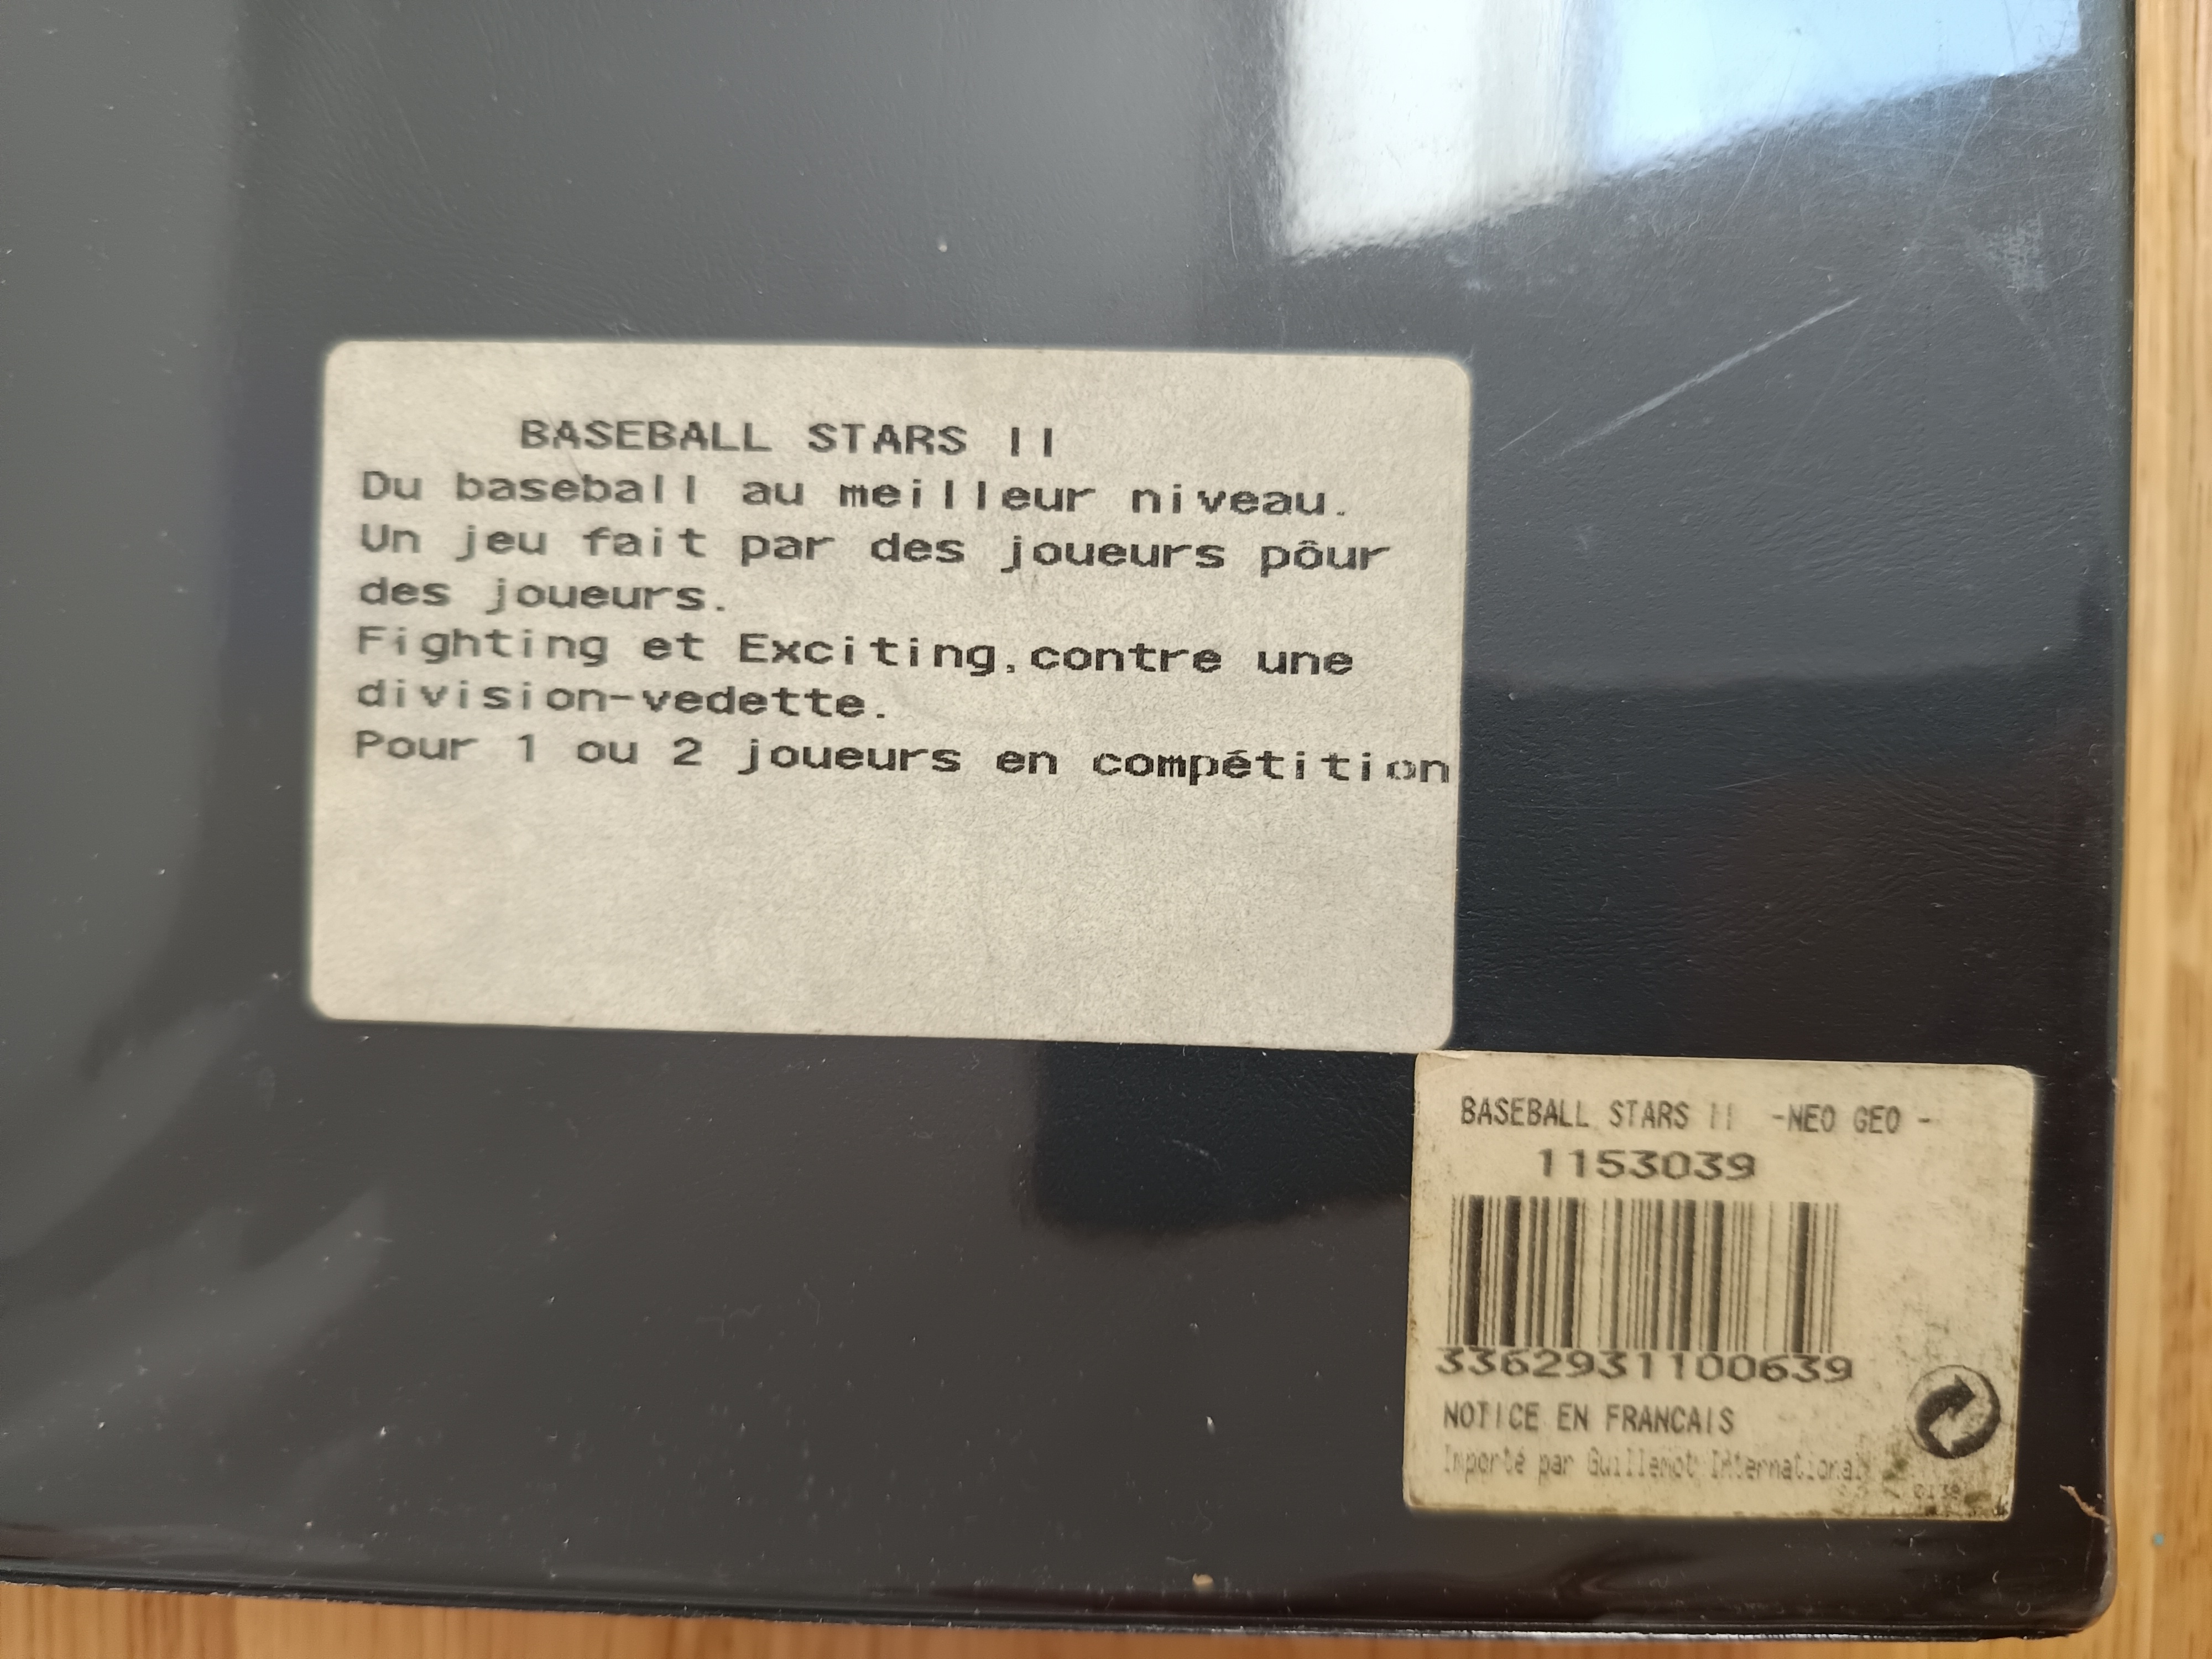 BASEBALL STARS II
Du baseball au meilleur niveau.
Un jeu fait par des joueurs pôur
des joueurs.
Fighting et Exciting,contre une
division-vedette.
Pour 1 ou 2 joueurs en compétition
BASEBALL STARS II -NEO GEO -
1153039
3362931100639
NOTICE EN FRANCAIS
Importé par Guillemot International